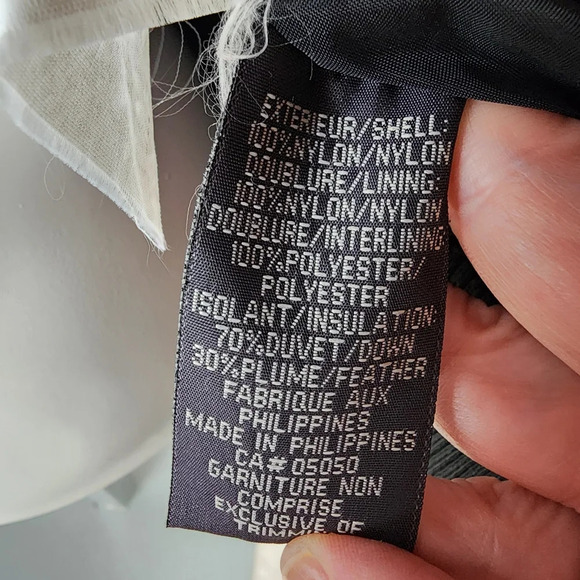 EXTÉRIEUR/SHELL:
100%NYLON/NYLON
DOUBLURE/LINING:
100%NYLON/NYLON
DOUBLURE/INTERLINING
100%POLYESTER/
POLYESTER
ISOLANT/INSULATION:
70%DUVET/DOWN
30%PLUME/FEATHER
FABRIQUE AUX
PHILIPPINES
MADE IN PHILIPPINES
CA# 05050
GARNITURE NON
COMPRISE
EXCLUSIVE OF